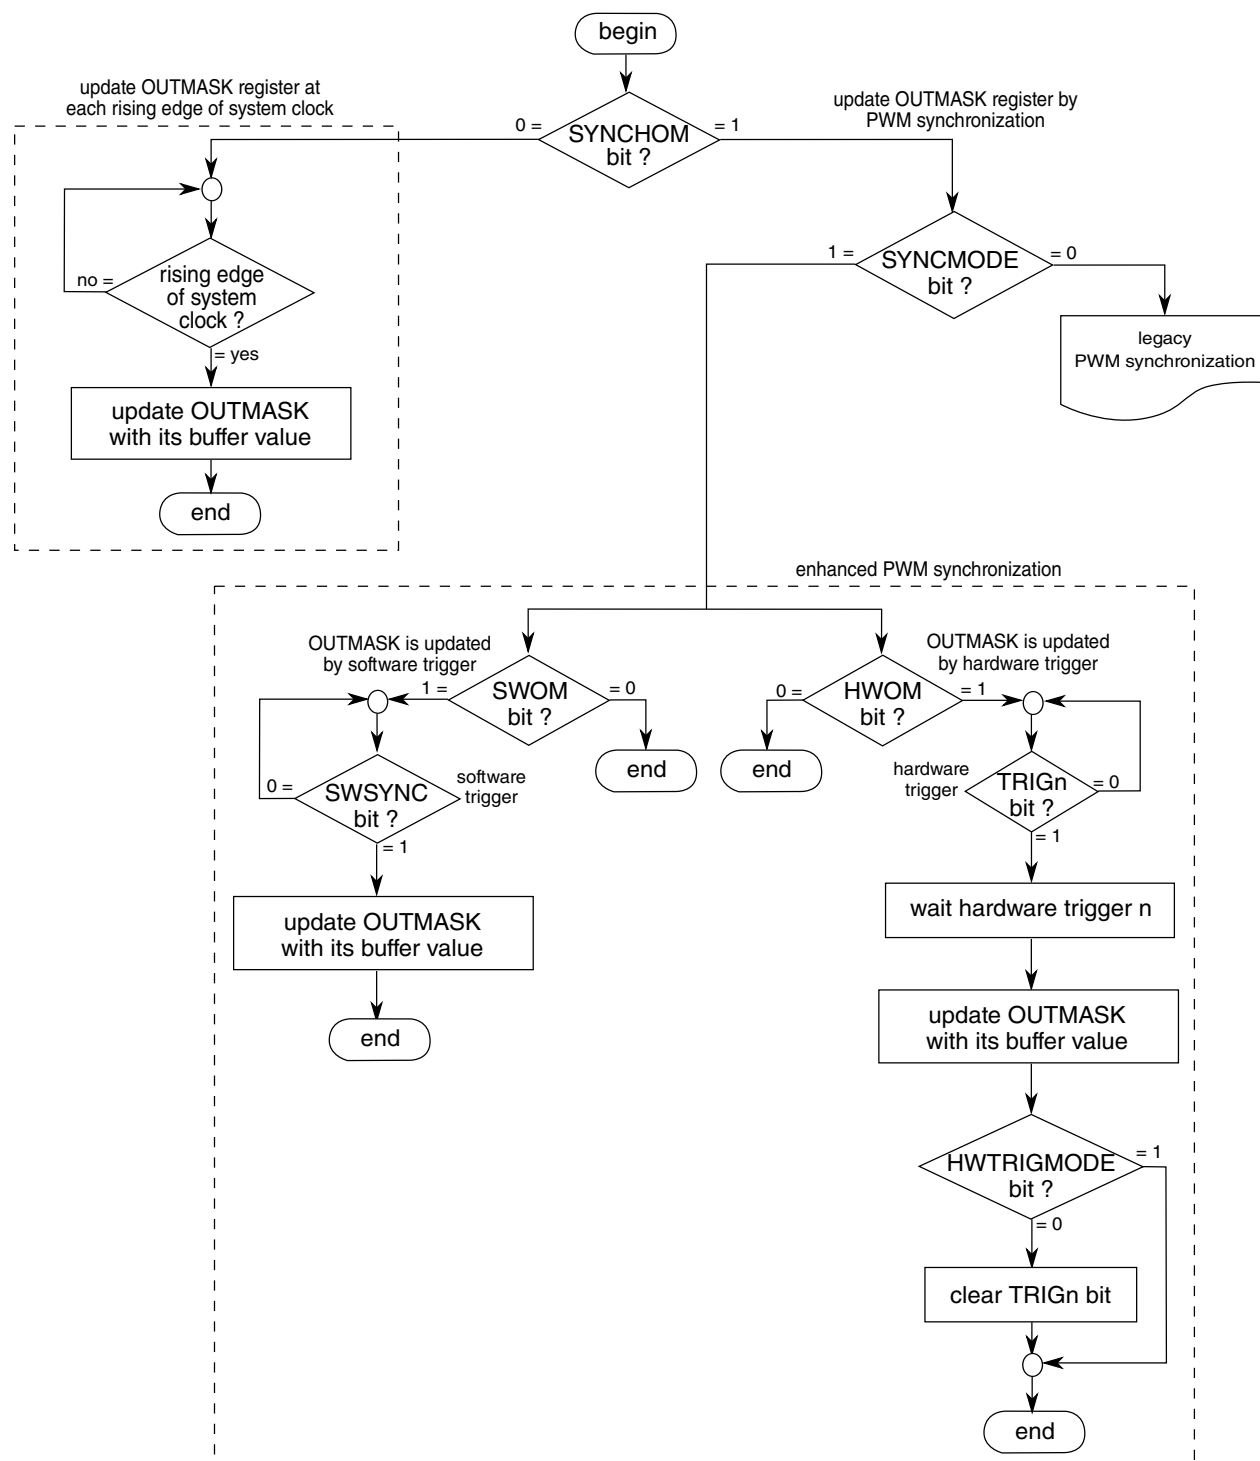 begin
update OUTMASK register at
each rising edge of system clock
update OUTMASK register by
PWM synchronization
0 =
SYNCHOM
bit ?
= 1
1 =
SYNCMODE
bit ?
= 0
no =
rising edge
of system
clock ?
= yes
legacy
PWM synchronization
update OUTMASK
with its buffer value
end
enhanced PWM synchronization
OUTMASK is updated
by software trigger
1 =
SWOM
bit ?
= 0
end
0 =
SWSYNC
bit ?
software
trigger
= 1
update OUTMASK
with its buffer value
end
OUTMASK is updated
by hardware trigger
0 =
HWOM
bit ?
= 1
end
hardware
trigger
TRIGn
bit ?
= 0
= 1
wait hardware trigger n
update OUTMASK
with its buffer value
HWTRIGMODE
bit ?
= 1
= 0
clear TRIGn bit
end